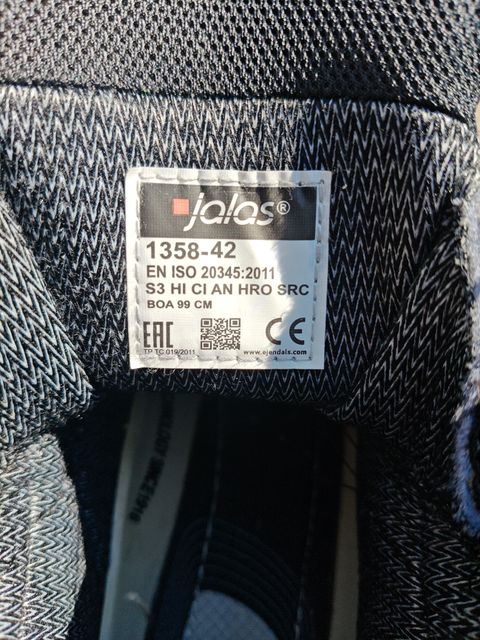 jalas®
1358-42
EN ISO 20345:2011
S3 HI CI AN HRO SRC
BOA 99 CM
EAC CE
TP TC 019/2011 www.ejendals.com